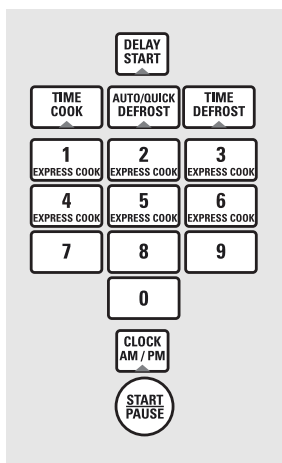 DELAY
START
TIME
COOK
AUTO/QUICK
DEFROST
TIME
DEFROST
1
EXPRESS COOK
2
EXPRESS COOK
3
EXPRESS COOK
4
EXPRESS COOK
5
EXPRESS COOK
6
EXPRESS COOK
7
8
9
0
CLOCK
AM / PM
START
PAUSE